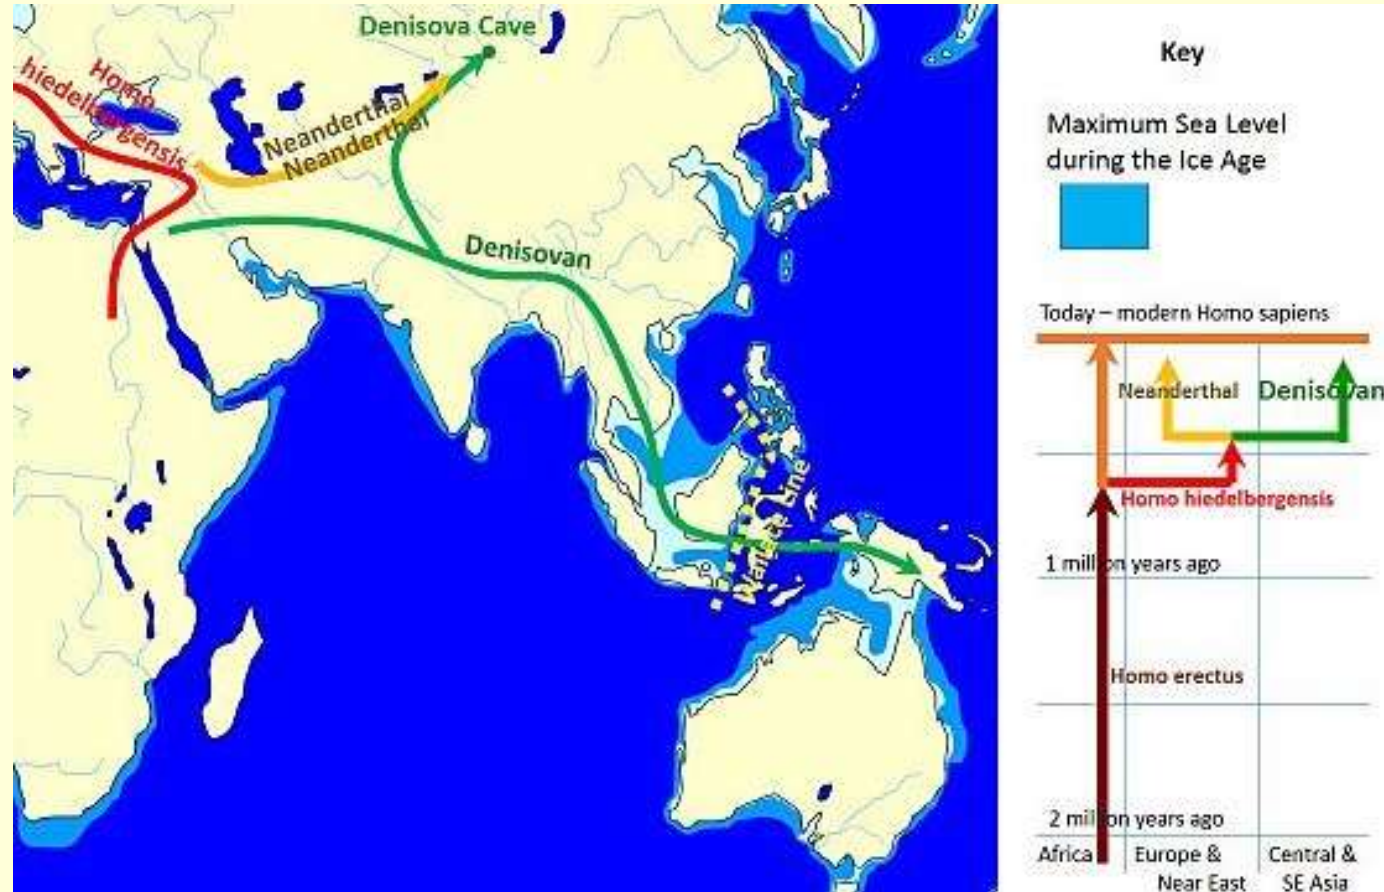 Denisova Cave
Homo
hiedelbergensis
Neanderthal
Neanderthal
Denisovan
Wallace Line
Key
Maximum Sea Level
during the Ice Age
Today – modern Homo sapiens
Neanderthal
Denisovan
Homo hiedelbergensis
1 million years ago
Homo erectus
2 million years ago
Africa
Europe &
Near East
Central &
SE Asia